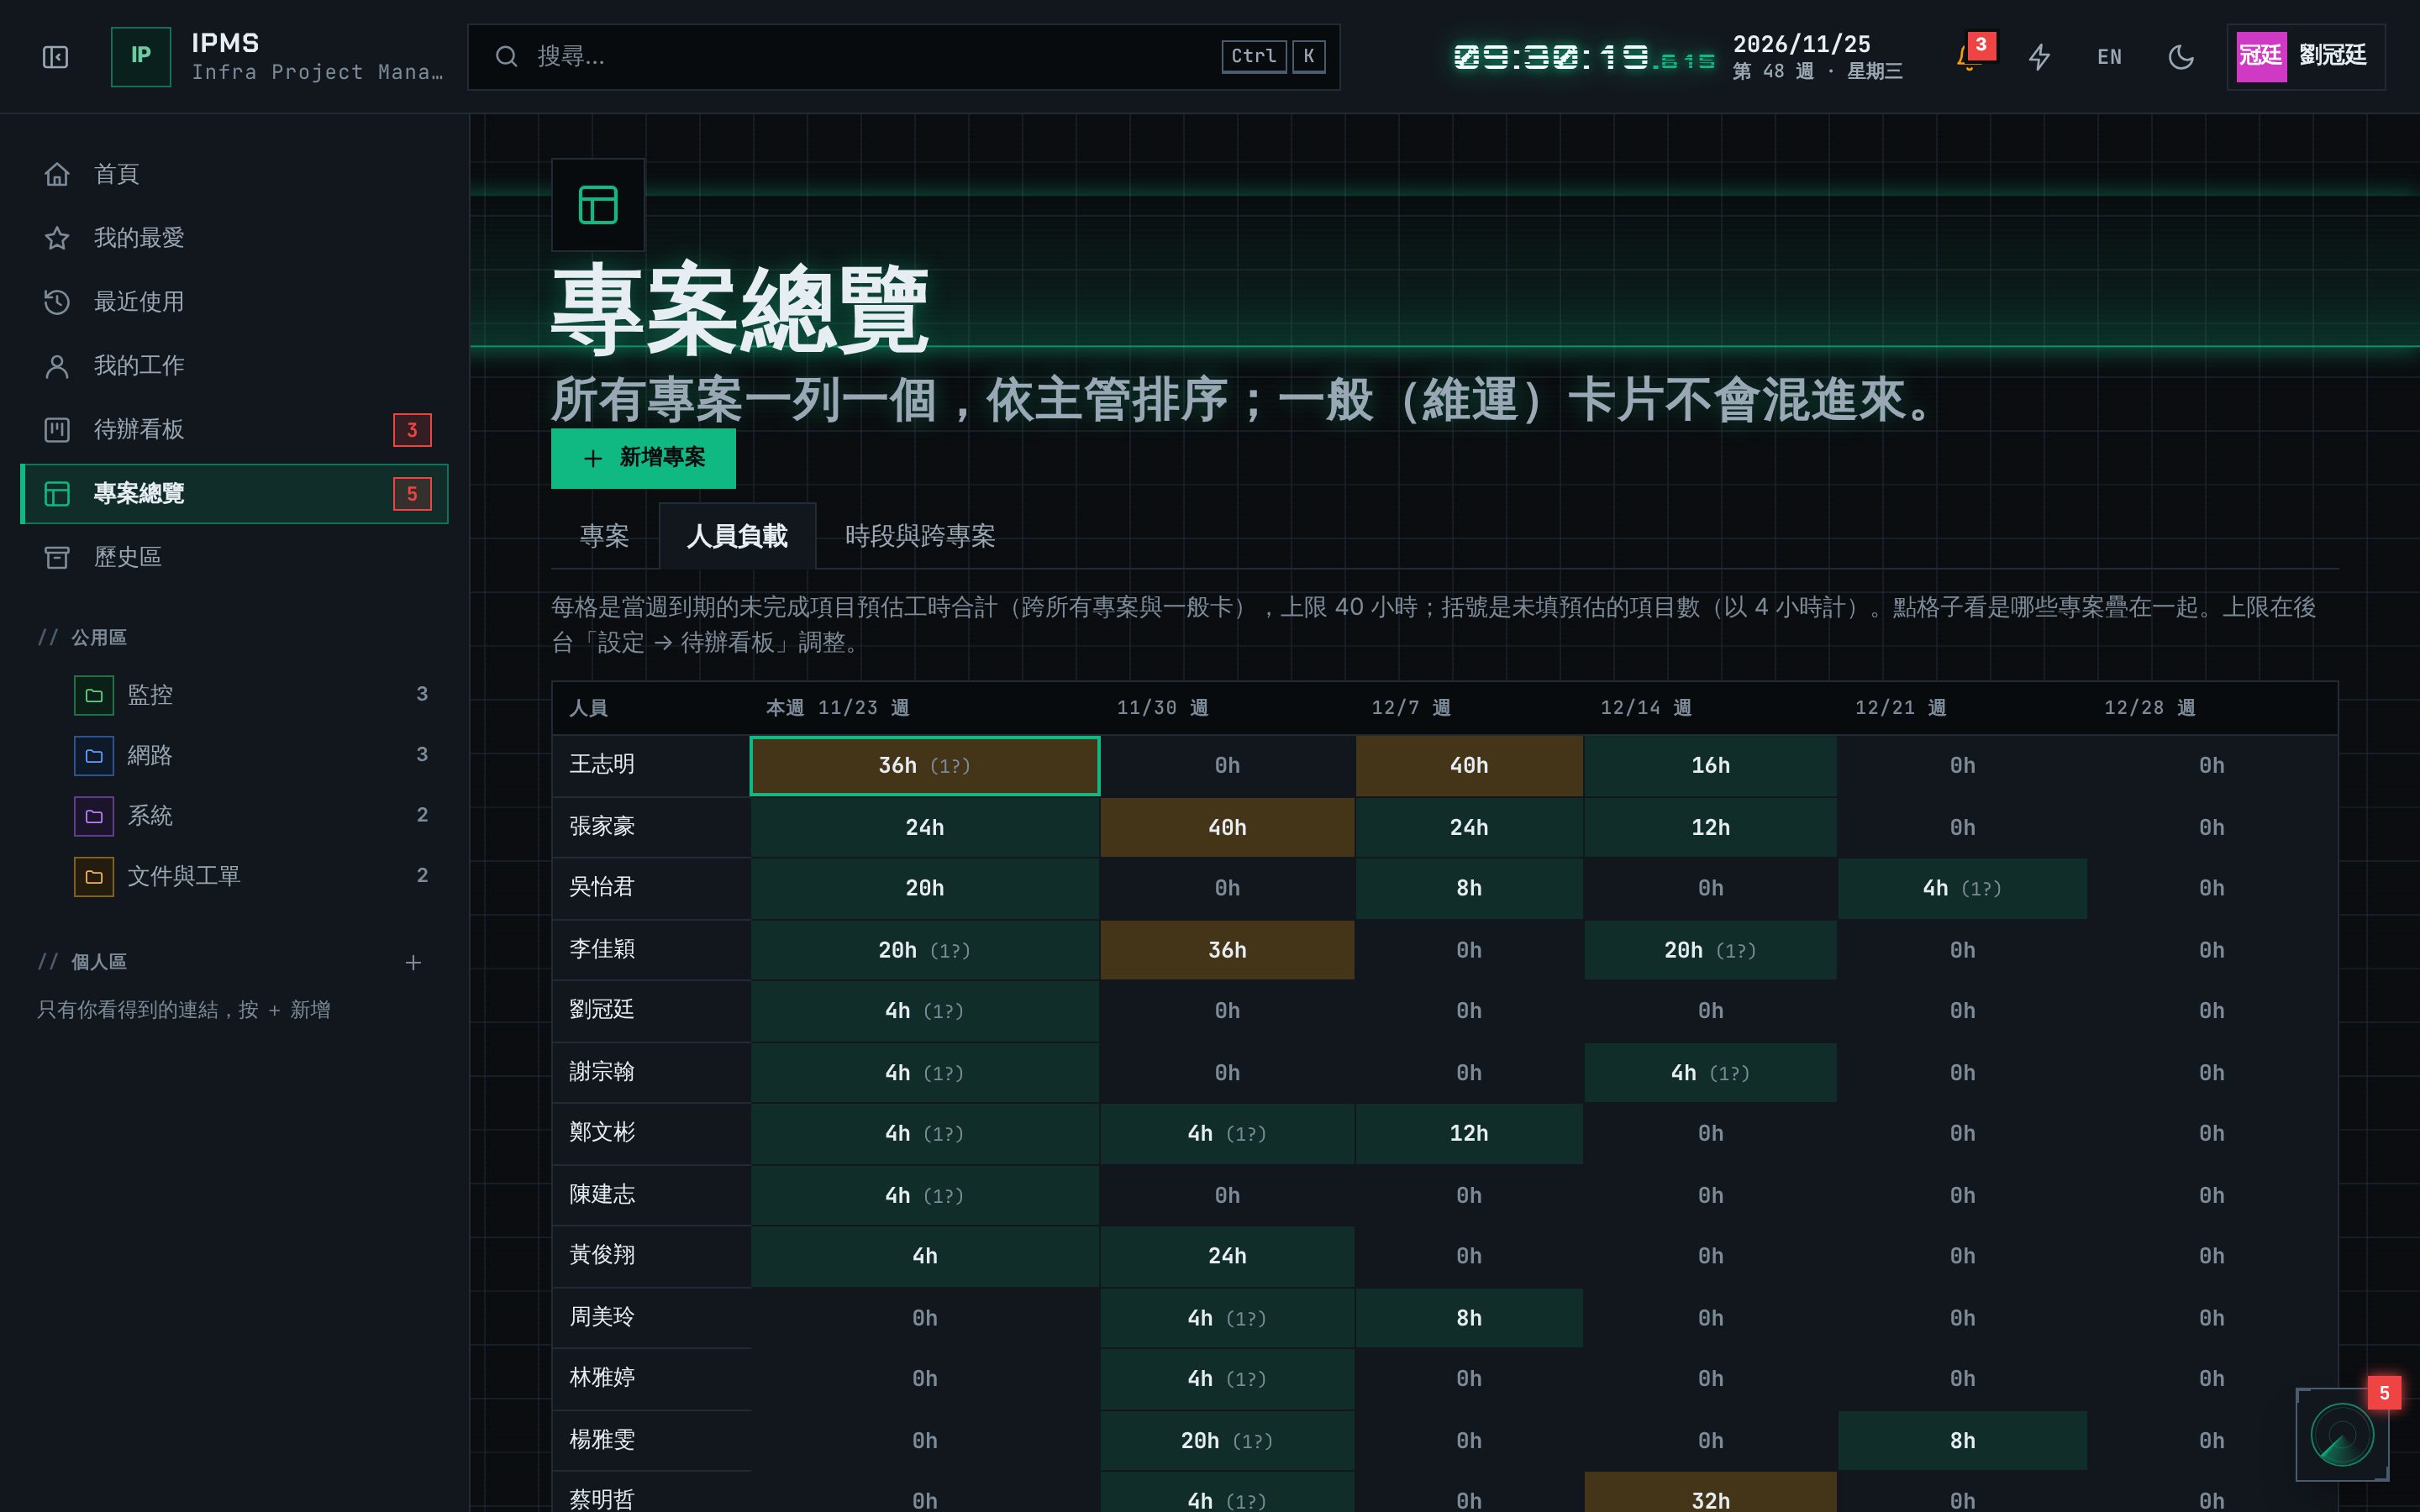 IP
IPMS
Infra Project Mana…
搜尋...
Ctrl K
09:30:19.615
2026/11/25
第 48 週 · 星期三
3
EN
冠廷 劉冠廷
首頁
我的最愛
最近使用
我的工作
待辦看板 3
專案總覽 5
歷史區
// 公用區
監控 3
網路 3
系統 2
文件與工單 2
// 個人區 +
只有你看得到的連結，按 + 新增
專案總覽
所有專案一列一個，依主管排序；一般（維運）卡片不會混進來。
+ 新增專案
專案 人員負載 時段與跨專案
每格是當週到期的未完成項目預估工時合計（跨所有專案與一般卡），上限 40 小時；括號是未填預估的項目數（以 4 小時計）。點格子看是哪些專案疊在一起。上限在後
台「設定 → 待辦看板」調整。
人員 本週 11/23 週 11/30 週 12/7 週 12/14 週 12/21 週 12/28 週
王志明 36h (1?) 0h 40h 16h 0h 0h
張家豪 24h 40h 24h 12h 0h 0h
吳怡君 20h 0h 8h 0h 4h (1?) 0h
李佳穎 20h (1?) 36h 0h 20h (1?) 0h 0h
劉冠廷 4h (1?) 0h 0h 0h 0h 0h
謝宗翰 4h (1?) 0h 0h 4h (1?) 0h 0h
鄭文彬 4h (1?) 4h (1?) 12h 0h 0h 0h
陳建志 4h (1?) 0h 0h 0h 0h 0h
黃俊翔 4h 24h 0h 0h 0h 0h
周美玲 0h 4h (1?) 8h 0h 0h 0h
林雅婷 0h 4h (1?) 0h 0h 0h 0h
楊雅雯 0h 20h (1?) 0h 0h 8h 0h
蔡明哲 0h 4h (1?) 0h 32h 0h 0h
5